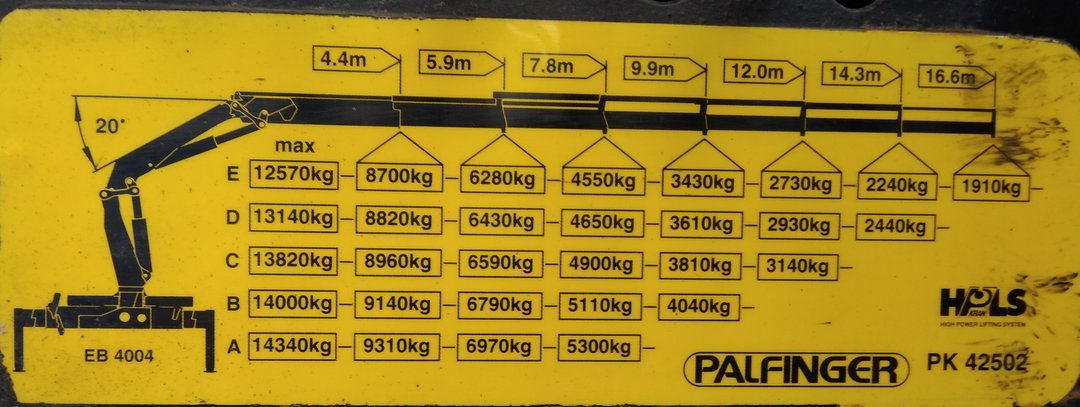 4.4m 5.9m 7.8m 9.9m 12.0m 14.3m 16.6m
20°
max
E 12570kg 8700kg 6280kg 4550kg 3430kg 2730kg 2240kg 1910kg
D 13140kg 8820kg 6430kg 4650kg 3610kg 2930kg 2440kg
C 13820kg 8960kg 6590kg 4900kg 3810kg 3140kg
B 14000kg 9140kg 6790kg 5110kg 4040kg
A 14340kg 9310kg 6970kg 5300kg
EB 4004
HPLS
KRAN
HIGH POWER LIFTING SYSTEM
PALFINGER PK 42502